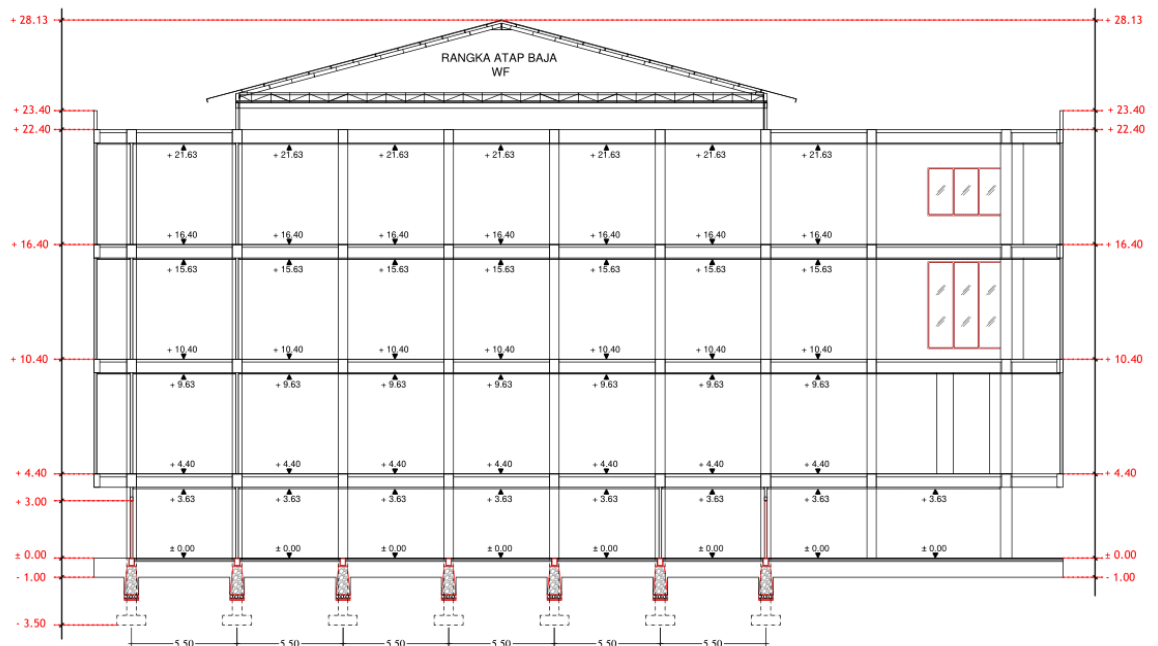 + 28.13 + 28.13
RANGKA ATAP BAJA
WF
+ 23.40 + 23.40
+ 22.40 + 22.40
+ 21.63 + 21.63 + 21.63 + 21.63 + 21.63 + 21.63 + 21.63
+ 16.40 + 16.40 + 16.40 + 16.40 + 16.40 + 16.40 + 16.40
+ 16.40 + 16.40
+ 15.63 + 15.63 + 15.63 + 15.63 + 15.63 + 15.63 + 15.63
+ 10.40 + 10.40 + 10.40 + 10.40 + 10.40 + 10.40 + 10.40
+ 10.40 + 10.40
+ 9.63 + 9.63 + 9.63 + 9.63 + 9.63 + 9.63 + 9.63
+ 4.40 + 4.40 + 4.40 + 4.40 + 4.40 + 4.40 + 4.40
+ 4.40 + 4.40
+ 3.00 + 3.63 + 3.63 + 3.63 + 3.63 + 3.63 + 3.63 + 3.63 + 3.63
± 0.00 ± 0.00 ± 0.00 ± 0.00 ± 0.00 ± 0.00 ± 0.00 ± 0.00
± 0.00 ± 0.00
- 1.00 - 1.00
- 3.50
5.50 5.50 5.50 5.50 5.50 5.50